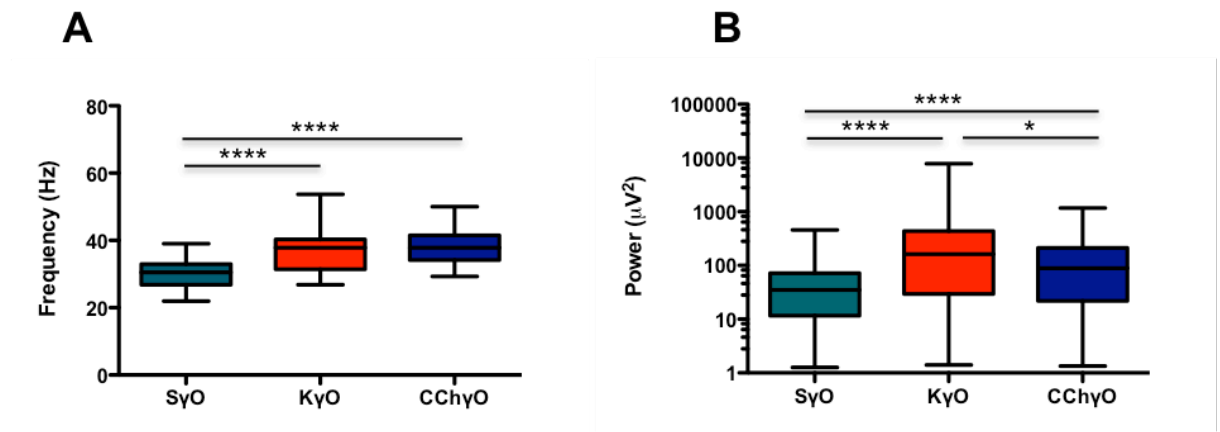 A
B
Frequency (Hz)
80
60
40
20
0
****
****
SγO
KγO
CChγO
Power (μV²)
100000
10000
1000
100
10
1
****
****
*
SγO
KγO
CChγO